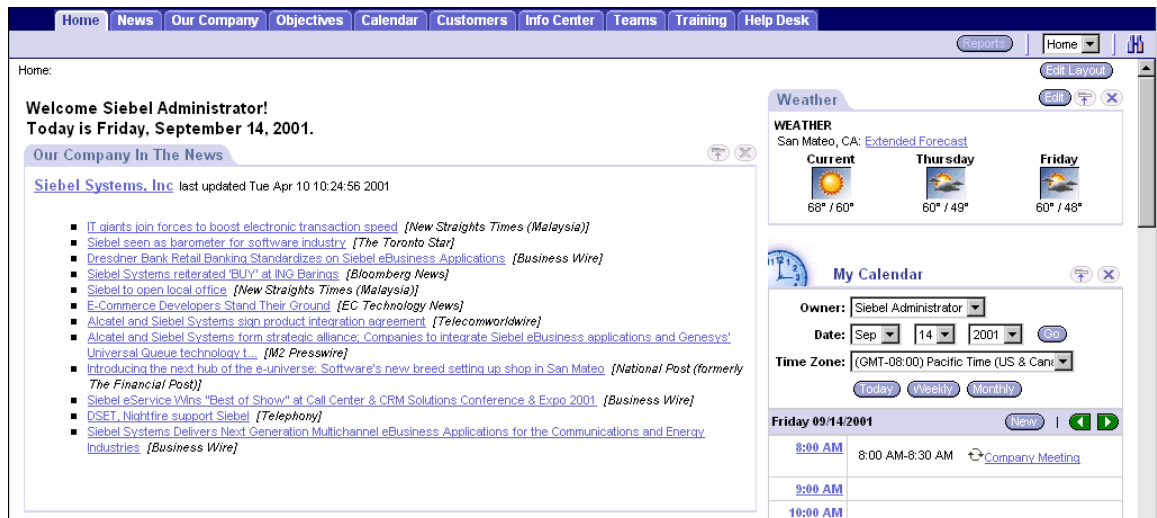 Home News Our Company Objectives Calendar Customers Info Center Teams Training Help Desk
Reports Home
Home:
Edit Layout
Welcome Siebel Administrator!
Today is Friday, September 14, 2001.
Our Company In The News
Siebel Systems, Inc last updated Tue Apr 10 10:24:56 2001
IT giants join forces to boost electronic transaction speed [New Straights Times (Malaysia)]
Siebel seen as barometer for software industry [The Toronto Star]
Dresdner Bank Retail Banking Standardizes on Siebel eBusiness Applications [Business Wire]
Siebel Systems reiterated 'BUY' at ING Barings [Bloomberg News]
Siebel to open local office [New Straights Times (Malaysia)]
E-Commerce Developers Stand Their Ground [EC Technology News]
Alcatel and Siebel Systems sign product integration agreement [Telecomworldwire]
Alcatel and Siebel Systems form strategic alliance; Companies to integrate Siebel eBusiness applications and Genesys'
Universal Queue technology t... [M2 Presswire]
Introducing the next hub of the e-universe: Software's new breed setting up shop in San Mateo [National Post (formerly
The Financial Post)]
Siebel eService Wins "Best of Show" at Call Center & CRM Solutions Conference & Expo 2001 [Business Wire]
DSET, Nightfire support Siebel [Telephony]
Siebel Systems Delivers Next Generation Multichannel eBusiness Applications for the Communications and Energy
Industries [Business Wire]
Weather Edit
WEATHER
San Mateo, CA: Extended Forecast
Current Thursday Friday
68° / 60° 60° / 49° 60° / 48°
My Calendar
Owner: Siebel Administrator
Date: Sep 14 2001 Go
Time Zone: (GMT-08:00) Pacific Time (US & Cana
Today Weekly Monthly
Friday 09/14/2001 New |
8:00 AM 8:00 AM-8:30 AM Company Meeting
9:00 AM
10:00 AM